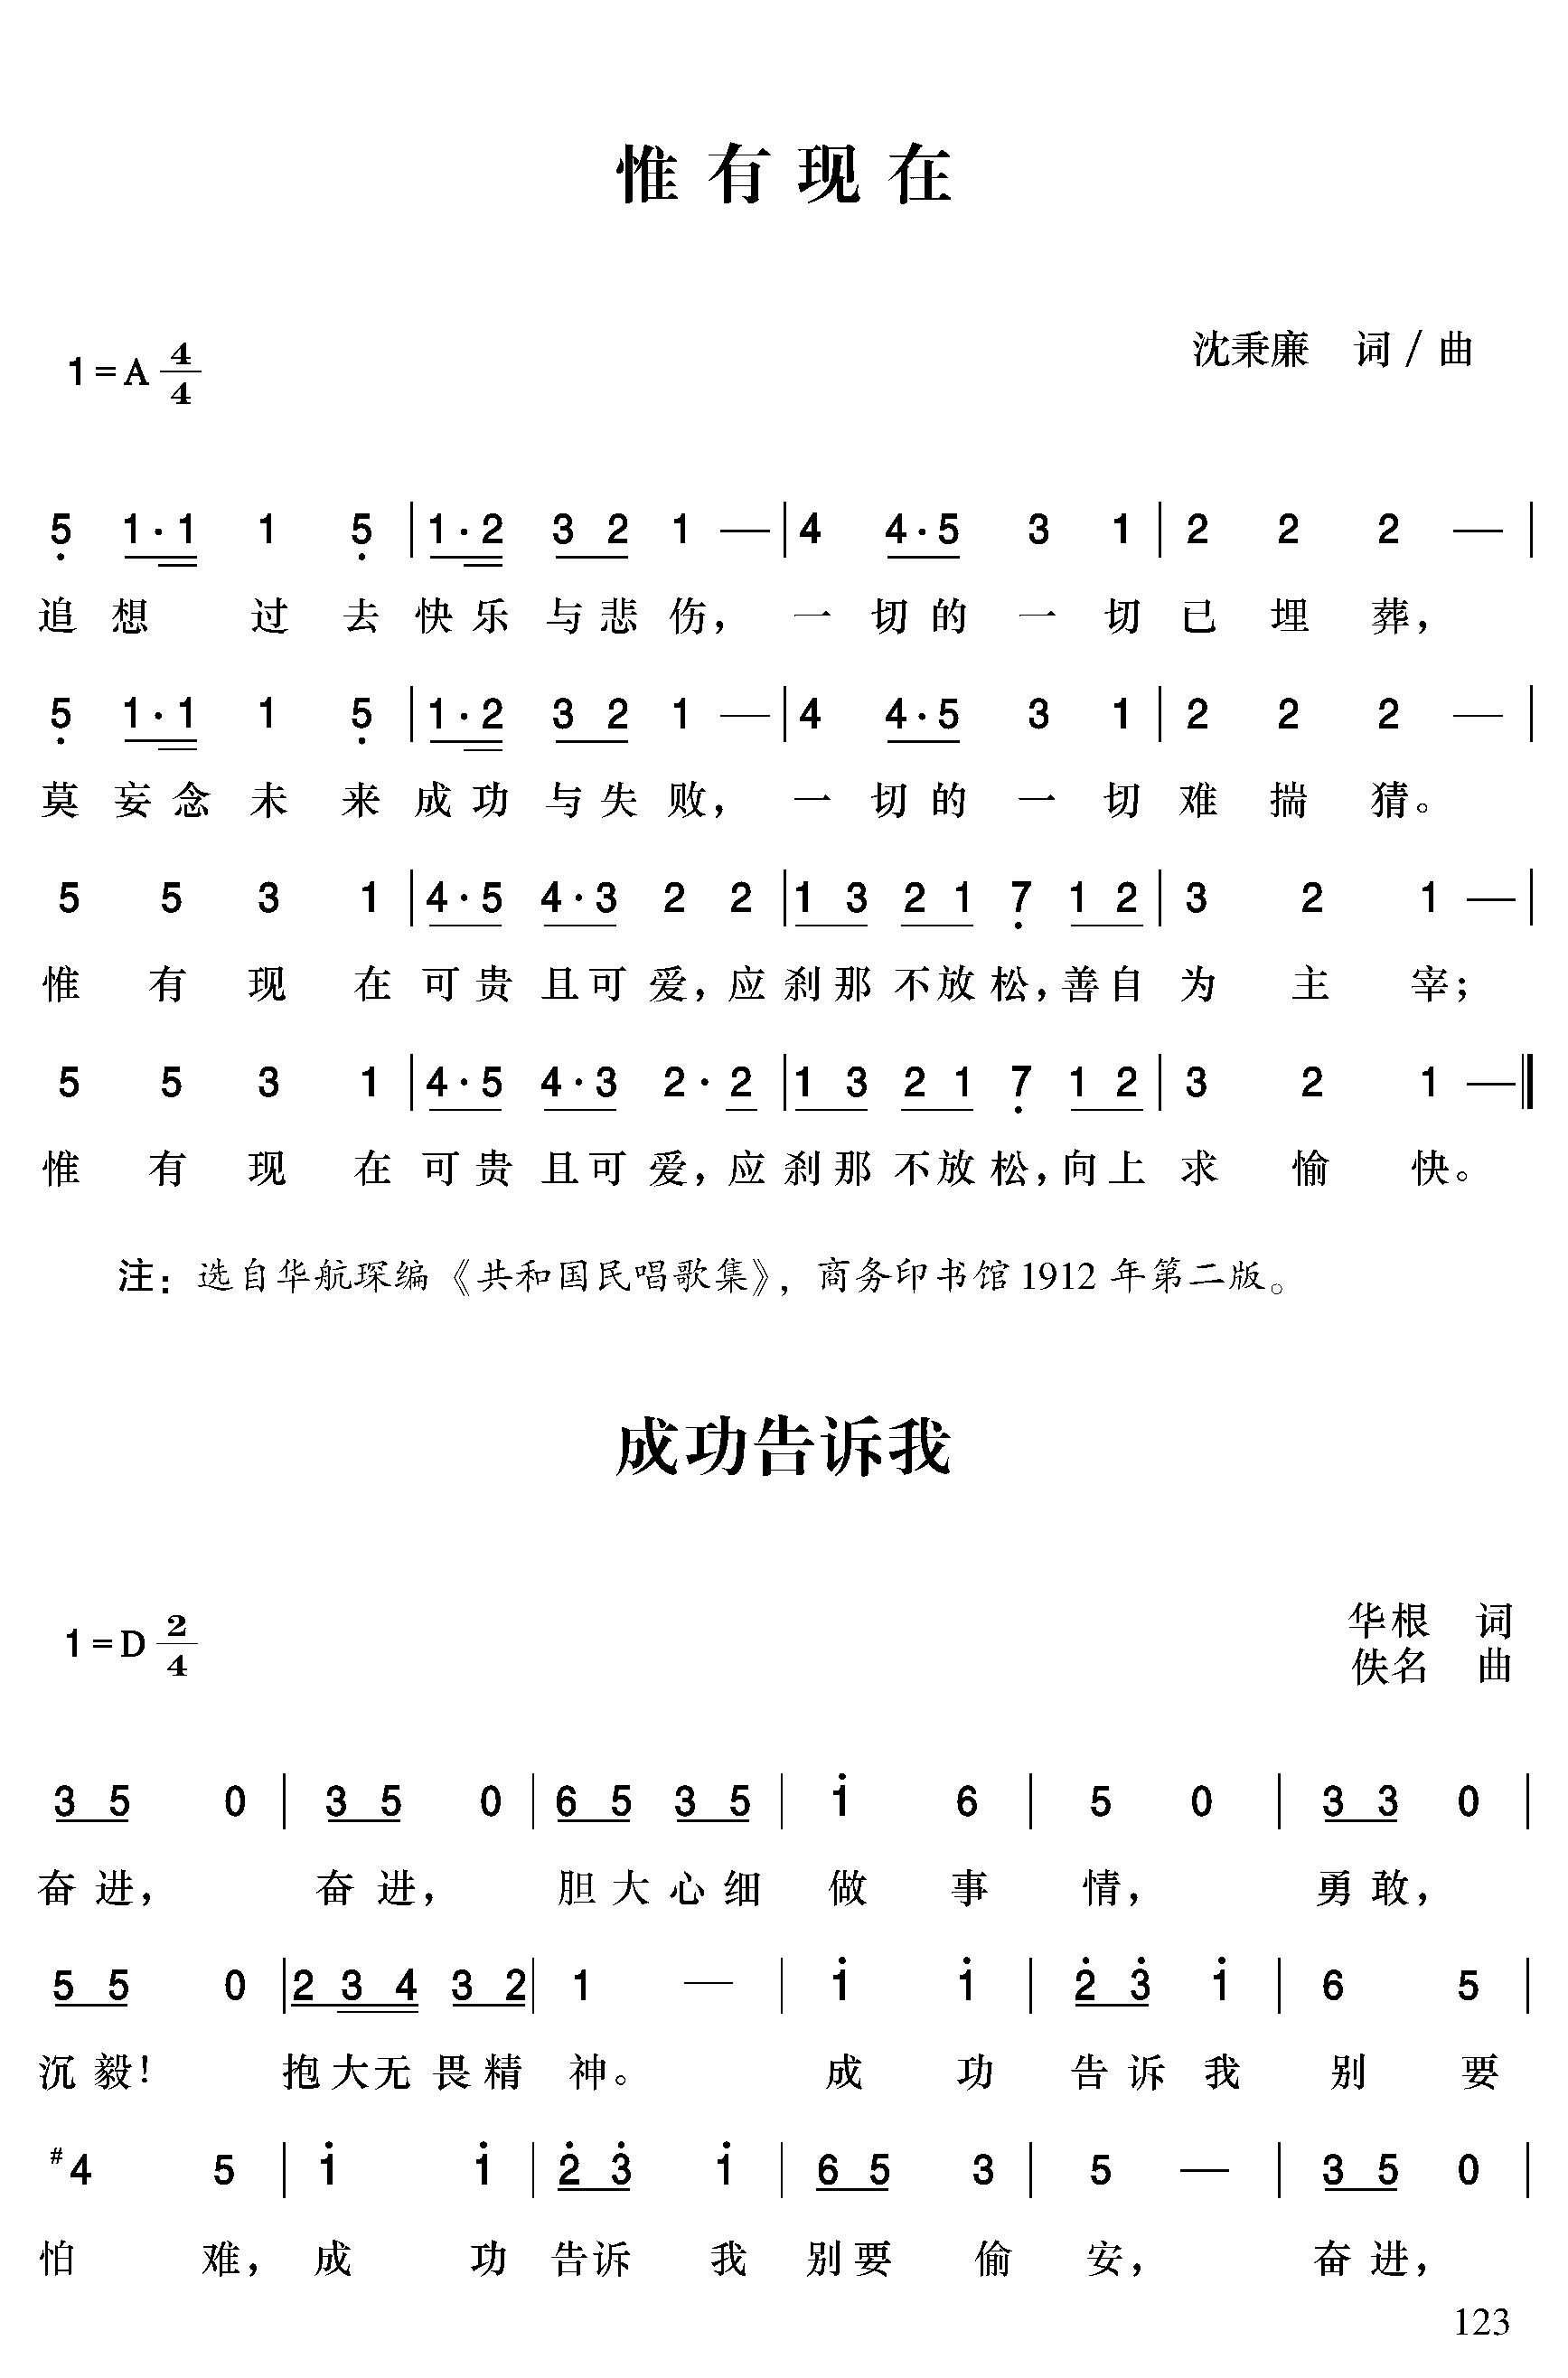 惟有现在
沈秉廉 词 / 曲
1=A 4/4
5 1·1 1 5 | 1·2 3 2 1 — | 4 4·5 3 1 | 2 2 2 — |
追想 过去快乐与悲伤，一切的一切已埋葬，
5 1·1 1 5 | 1·2 3 2 1 — | 4 4·5 3 1 | 2 2 2 — |
莫妄念未来成功与失败，一切的一切难揣猜。
5 5 3 1 | 4·5 4·3 2 2 | 1 3 2 1 7 1 2 | 3 2 1 — |
惟有现在可贵且可爱，应刹那不放松，善自为主宰；
5 5 3 1 | 4·5 4·3 2·2 | 1 3 2 1 7 1 2 | 3 2 1 — ‖
惟有现在可贵且可爱，应刹那不放松，向上求愉快。
注：选自华航琛编《共和国民唱歌集》，商务印书馆1912年第二版。
成功告诉我
华根 词
1=D 2/4
佚名 曲
3 5 0 | 3 5 0 | 6 5 3 5 | 1 6 | 5 0 | 3 3 0 |
奋进，奋进，胆大心细做事情，勇敢，
5 5 0 | 2 3 4 3 2 | 1 — | 1 1 | 2 3 1 | 6 5 |
沉毅！抱大无畏精神。成功告诉我别要
#4 5 | 1 1 | 2 3 1 | 6 5 3 | 5 — | 3 5 0 |
怕难，成功告诉我别要偷安，奋进，
123